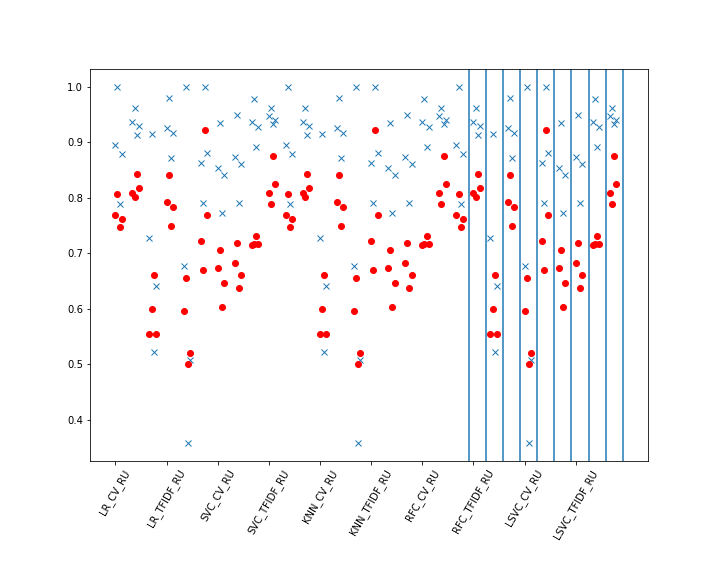 1.0
0.9
0.8
0.7
0.6
0.5
0.4
LR_CV_RU
LR_TFIDF_RU
SVC_CV_RU
SVC_TFIDF_RU
KNN_CV_RU
KNN_TFIDF_RU
RFC_CV_RU
RFC_TFIDF_RU
LSVC_CV_RU
LSVC_TFIDF_RU